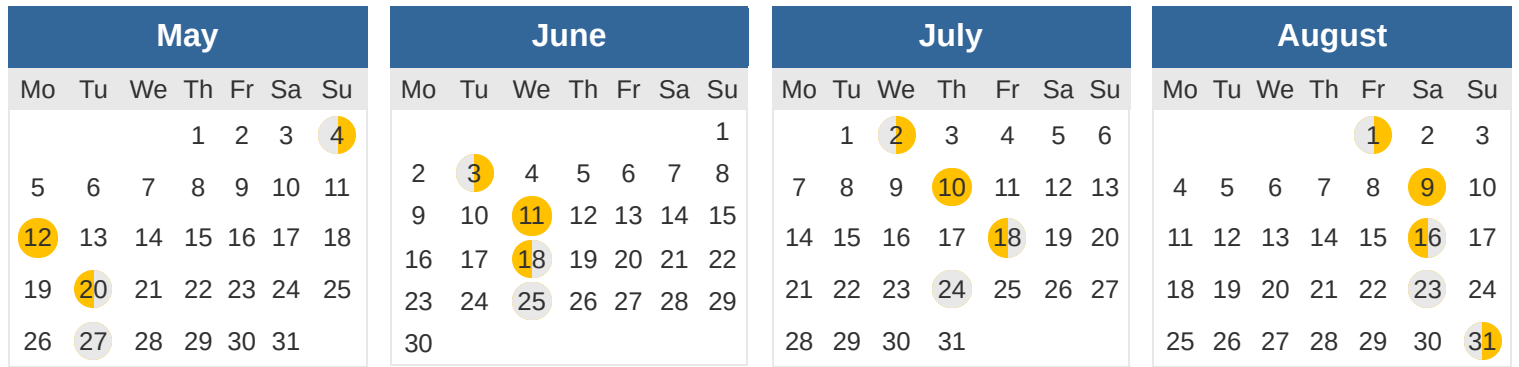 May
Mo Tu We Th Fr Sa Su
1 2 3 4
5 6 7 8 9 10 11
12 13 14 15 16 17 18
19 20 21 22 23 24 25
26 27 28 29 30 31
June
Mo Tu We Th Fr Sa Su
1
2 3 4 5 6 7 8
9 10 11 12 13 14 15
16 17 18 19 20 21 22
23 24 25 26 27 28 29
30
July
Mo Tu We Th Fr Sa Su
1 2 3 4 5 6
7 8 9 10 11 12 13
14 15 16 17 18 19 20
21 22 23 24 25 26 27
28 29 30 31
August
Mo Tu We Th Fr Sa Su
1 2 3
4 5 6 7 8 9 10
11 12 13 14 15 16 17
18 19 20 21 22 23 24
25 26 27 28 29 30 31